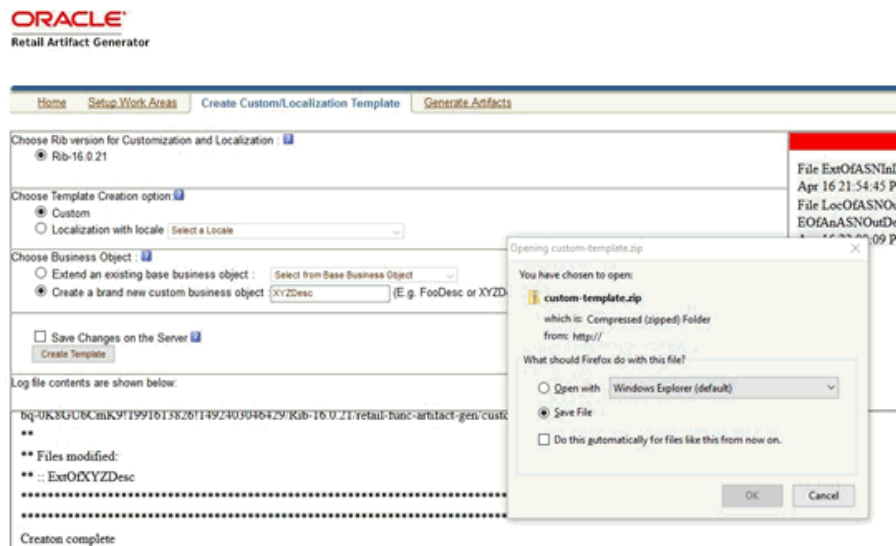 ORACLE
Retail Artifact Generator
Home Setup Work Areas Create Custom/Localization Template Generate Artifacts
Choose Rib version for Customization and Localization :
Rib-16.0.21
Choose Template Creation option:
Custom
Localization with locale Select a Locale
Choose Business Object:
Extend an existing base business object : Select from Base Business Object
Create a brand new custom business object : XYZDesc (E.g. FooDesc or XYZD
Save Changes on the Server
Create Template
Log file contents are shown below:
** 
** Files modified:
** :: ExtOfXYZDesc
Creaton complete
File ExtOfASNInD
Apr 16 21:54:45 P
File LocOfASNOu
EOfAnASNOutDe
:09 P
Opening custom-template.zip
You have chosen to open:
custom-template.zip
which is: Compressed (zipped) Folder
from: http://
What should Firefox do with this file?
Open with Windows Explorer (default)
Save File
Do this automatically for files like this from now on.
OK Cancel